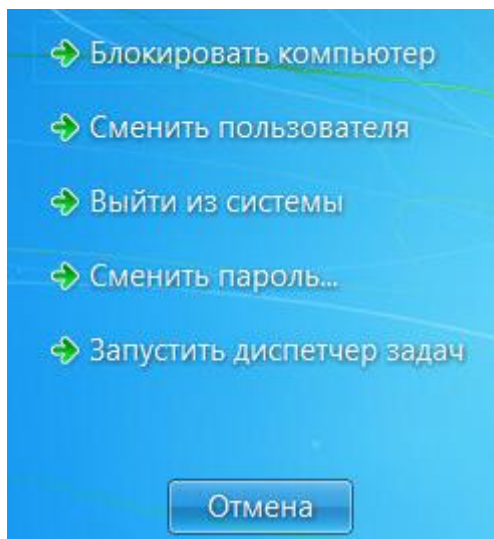 Блокировать компьютер
Сменить пользователя
Выйти из системы
Сменить пароль...
Запустить диспетчер задач
Отмена